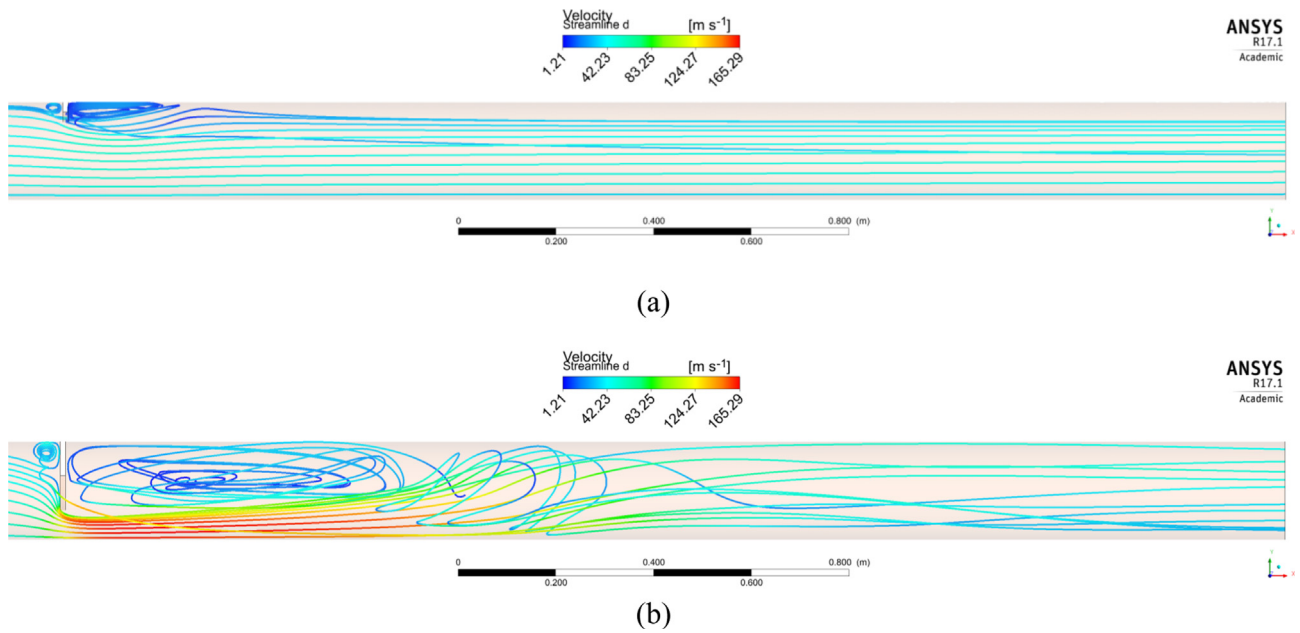 Velocity
Streamline d [m s-1]
1.21 42.23 83.25 124.27 165.29
ANSYS
R17.1
Academic
0 0.400 0.800 (m)
0.200 0.600
Y
X
(a)
Velocity
Streamline d [m s-1]
1.21 42.23 83.25 124.27 165.29
ANSYS
R17.1
Academic
0 0.400 0.800 (m)
0.200 0.600
Y
X
(b)